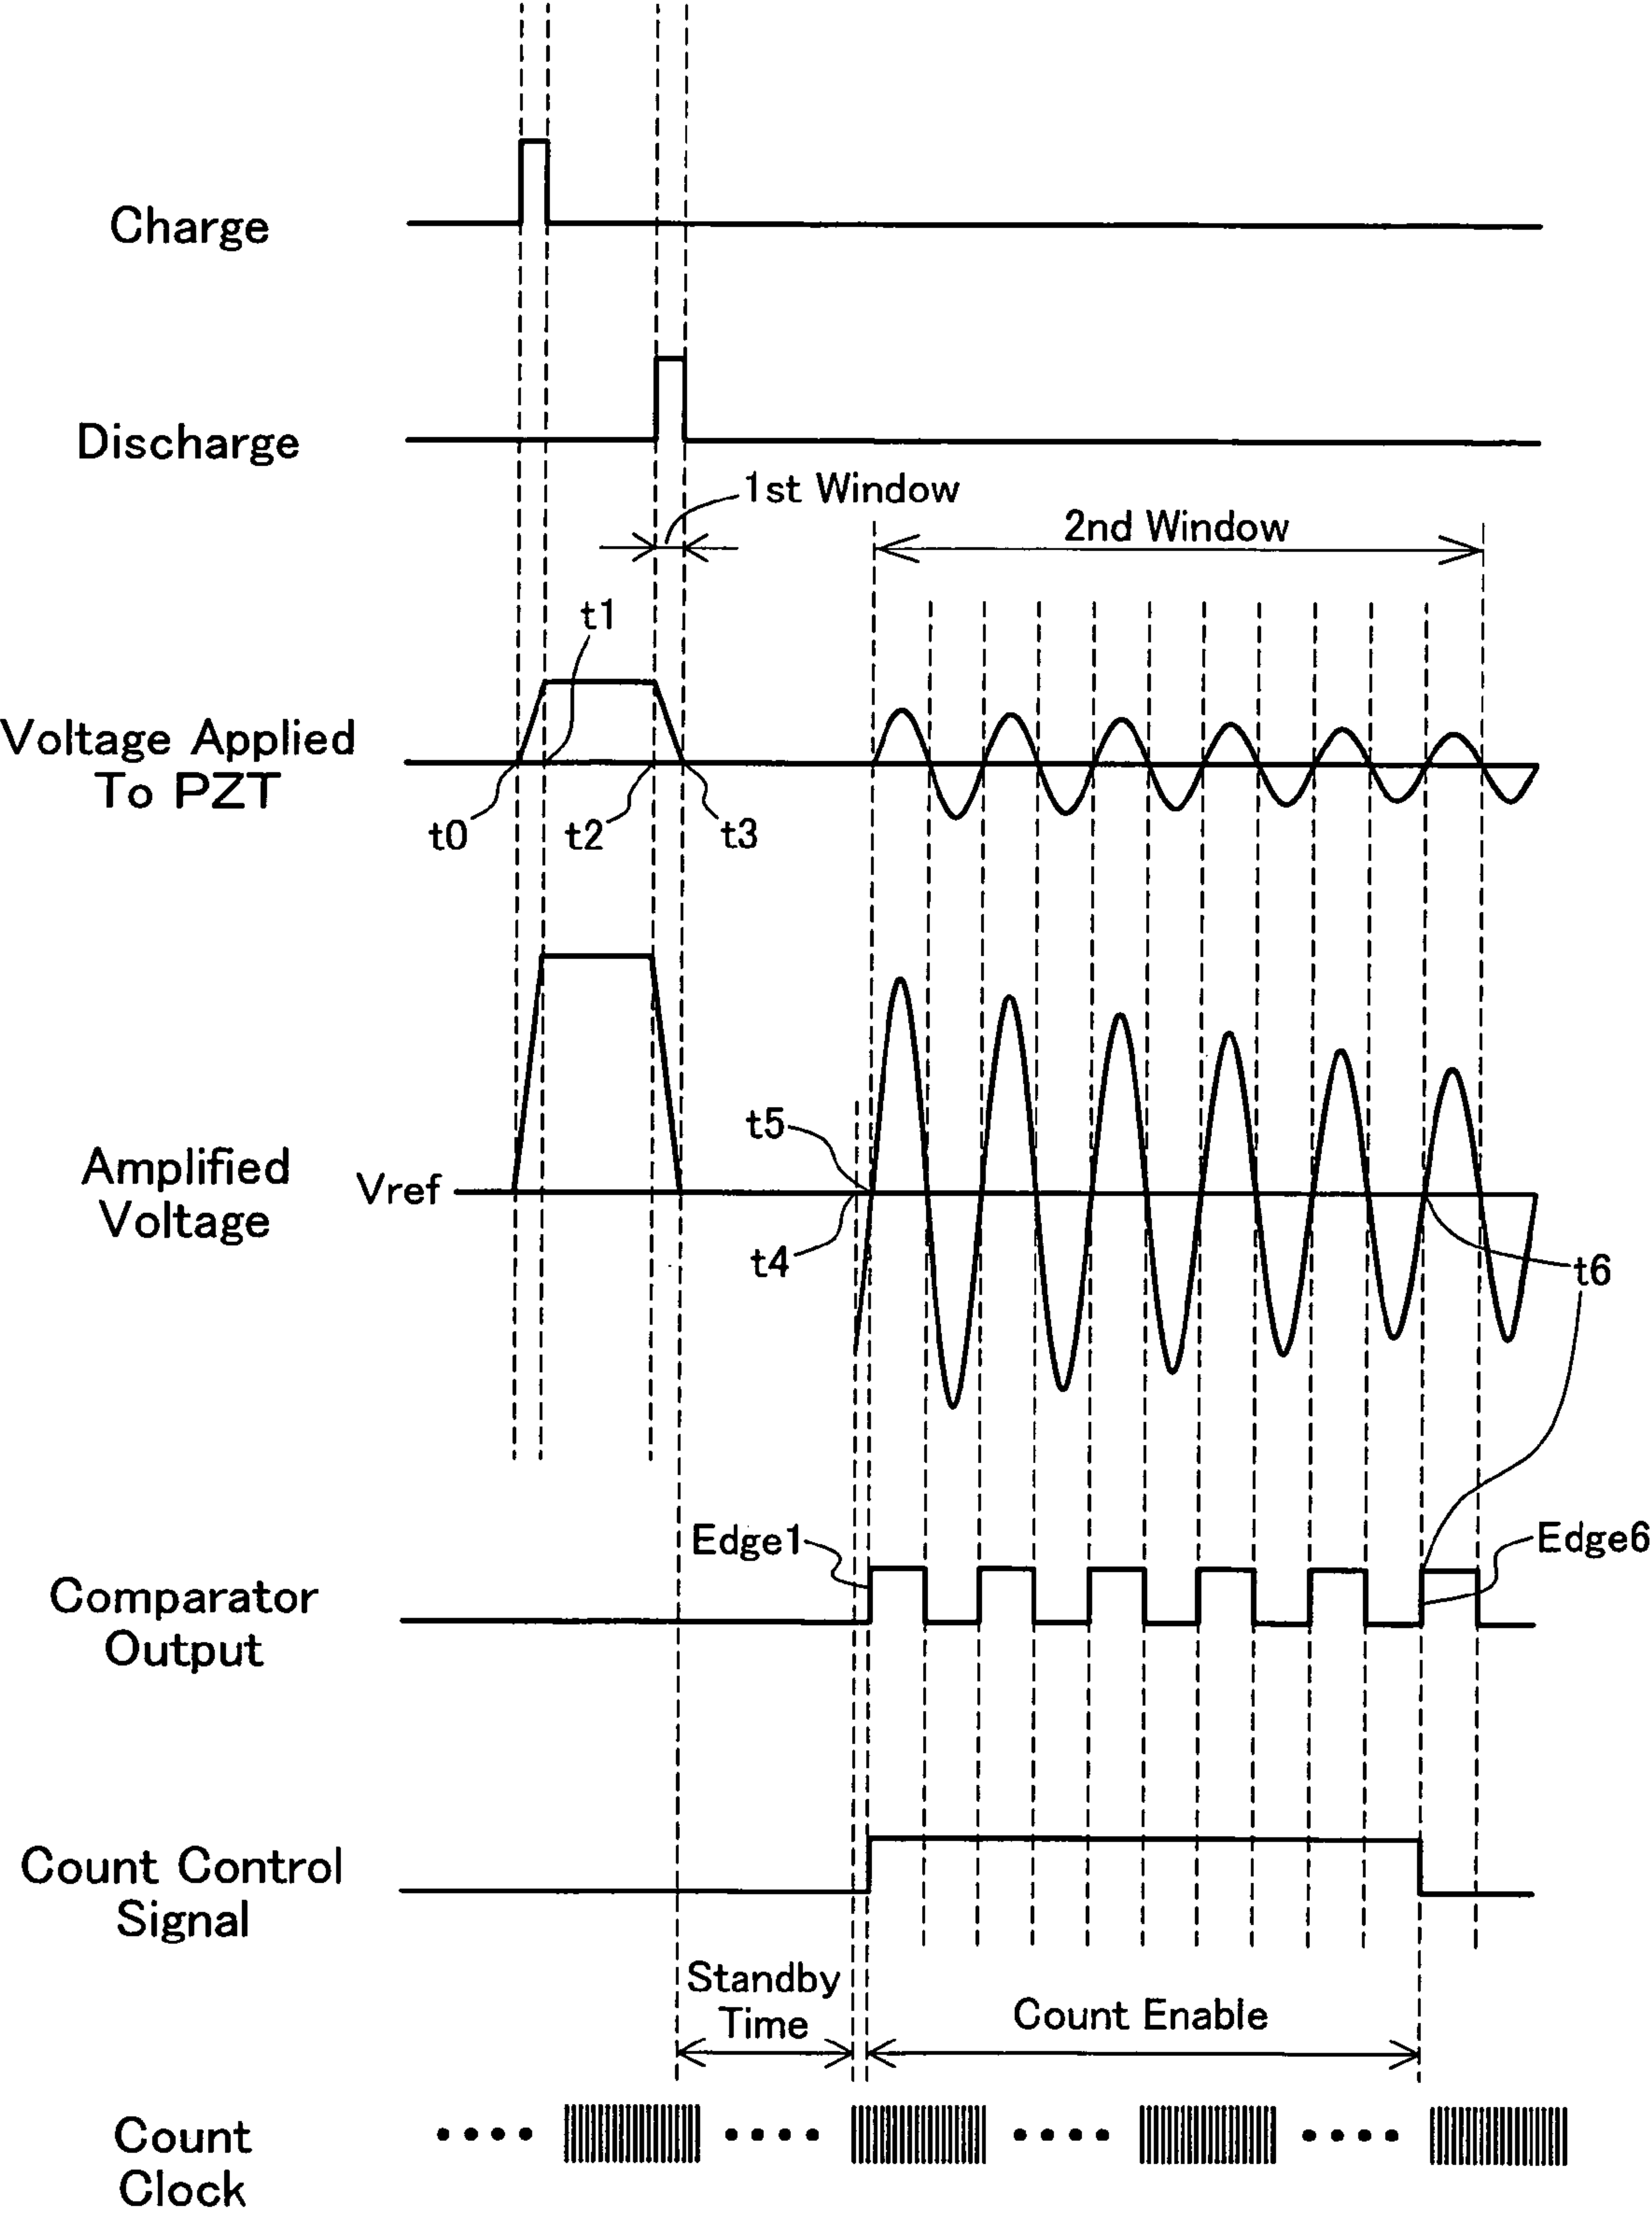 Charge
Discharge
1st Window
2nd Window
t1
Voltage Applied
To PZT
t0
t2
t3
t5
Amplified
Voltage
Vref
t4
t6
Edge1
Edge6
Comparator
Output
Count Control
Signal
Standby
Time
Count Enable
Count
Clock